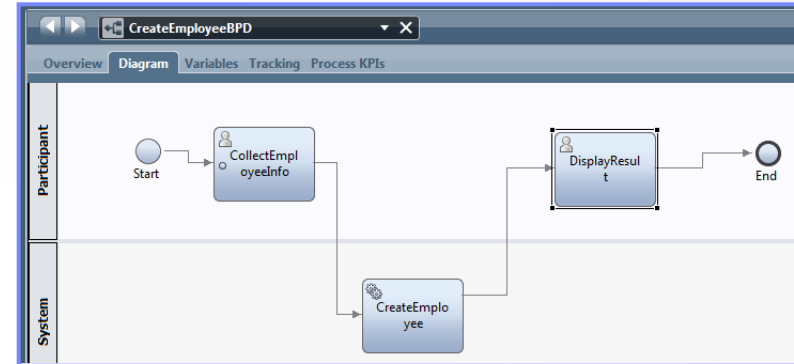 CreateEmployeeBPD
Overview Diagram Variables Tracking Process KPIs
Participant
Start
CollectEmpl
oyeeInfo
DisplayResul
t
End
System
CreateEmplo
yee